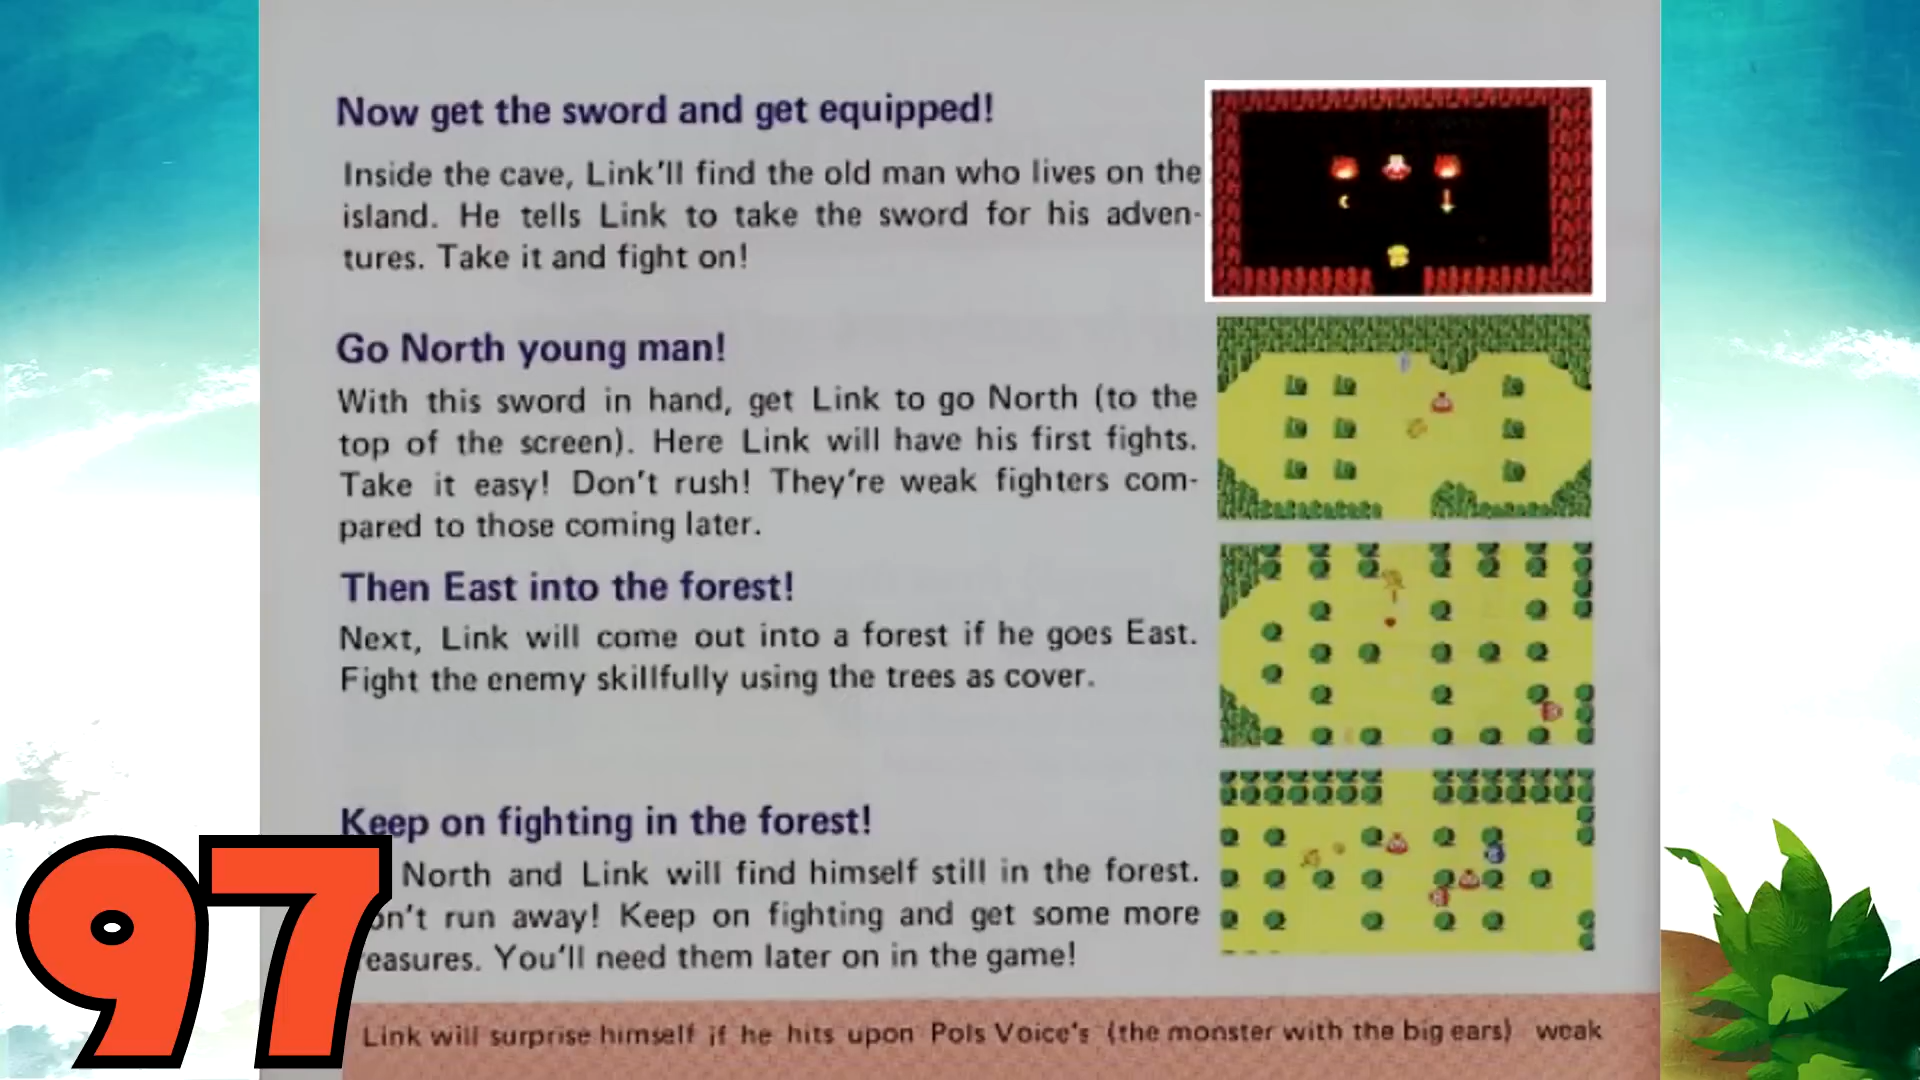 Now get the sword and get equipped!
Inside the cave, Link'll find the old man who lives on the
island. He tells Link to take the sword for his adven-
tures. Take it and fight on!
Go North young man!
With this sword in hand, get Link to go North (to the
top of the screen). Here Link will have his first fights.
Take it easy! Don't rush! They're weak fighters com-
pared to those coming later.
Then East into the forest!
Next, Link will come out into a forest if he goes East.
Fight the enemy skillfully using the trees as cover.
Keep on fighting in the forest!
North and Link will find himself still in the forest.
on't run away! Keep on fighting and get some more
easures. You'll need them later on in the game!
97
Link will surprise himself if he hits upon Pols Voice's (the monster with the big ears) weak